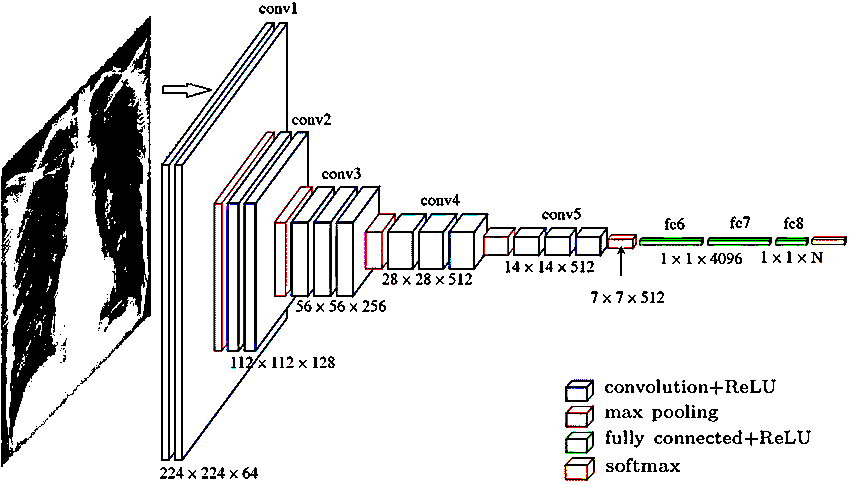 conv1
conv2
conv3
conv4
conv5
fc6
fc7
fc8
1 × 1 × 4096
1 × 1 × N
14 × 14 × 512
28 × 28 × 512
7 × 7 × 512
56 × 56 × 256
112 × 112 × 128
224 × 224 × 64
convolution+ReLU
max pooling
fully connected+ReLU
softmax